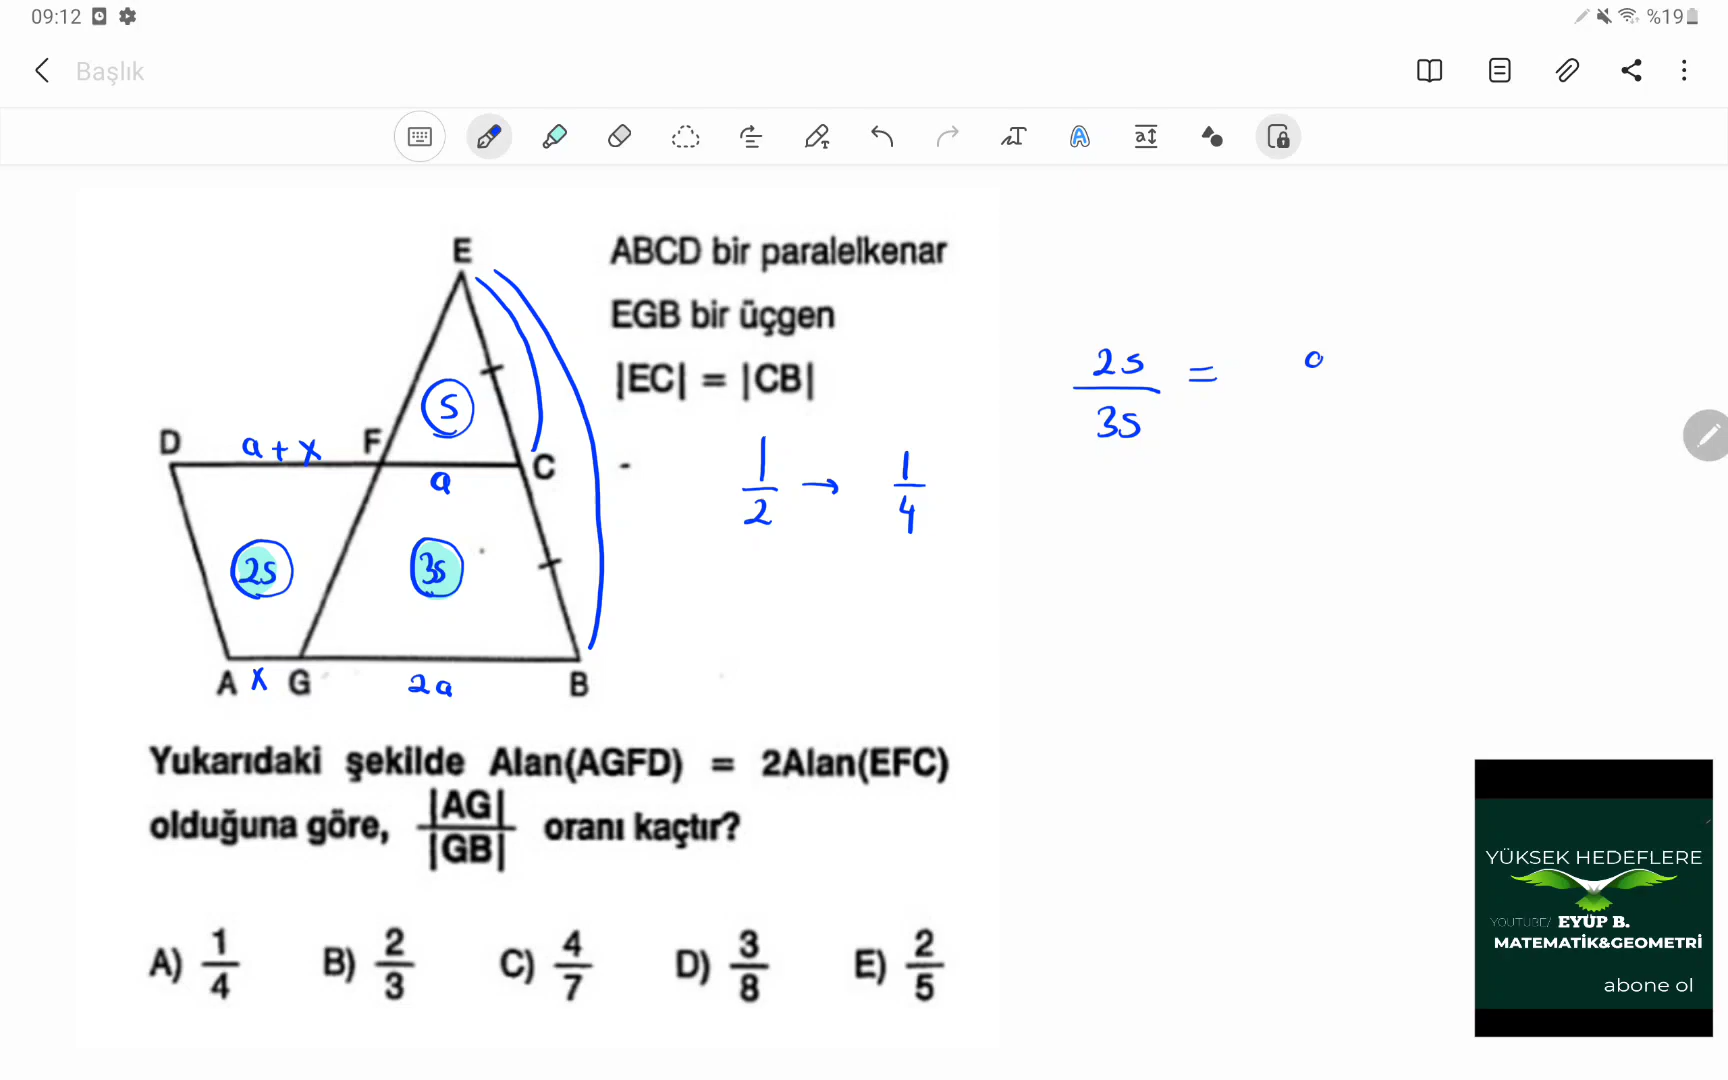 09:12
%19
Başlık
E
ABCD bir paralelkenar
EGB bir üçgen
|EC| = |CB|
2s
3s
=
S
D
a + x
F
C
a
1
2
→
1
4
2s
3s
A
x
G
2a
B
Yukarıdaki şekilde Alan(AGFD) = 2Alan(EFC)
olduğuna göre, |AG| / |GB| oranı kaçtır?
A) 1/4 B) 2/3 C) 4/7 D) 3/8 E) 2/5
YÜKSEK HEDEFLERE
YOUTUBE/ EYÜP B.
MATEMATİK&GEOMETRİ
abone ol